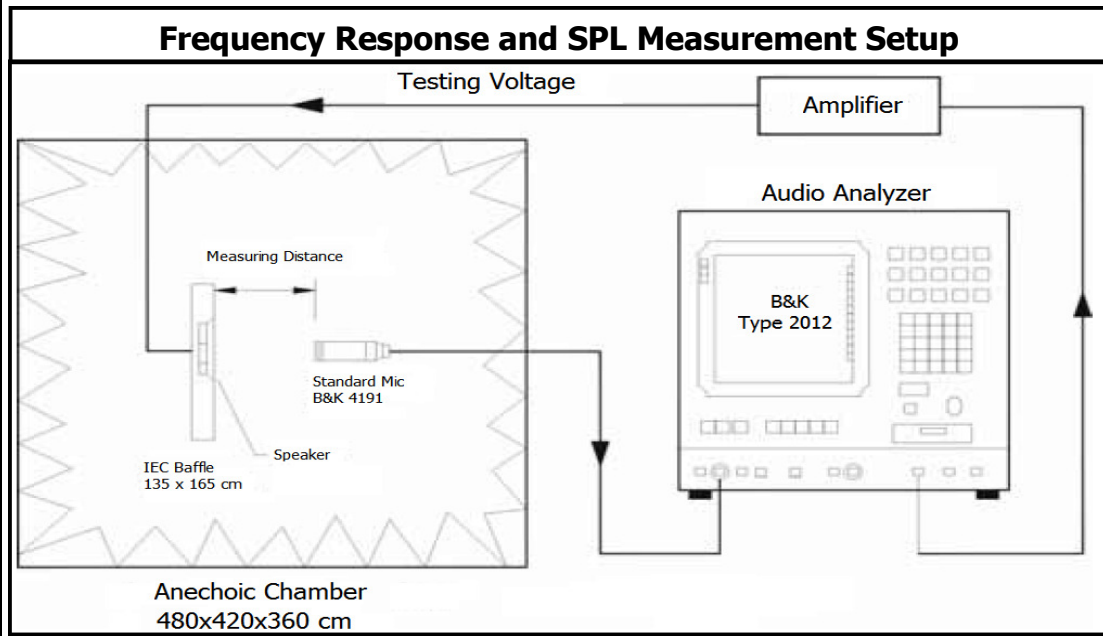 Frequency Response and SPL Measurement Setup
Testing Voltage
Amplifier
Audio Analyzer
Measuring Distance
B&K
Type 2012
Standard Mic
B&K 4191
Speaker
IEC Baffle
135 x 165 cm
Anechoic Chamber
480x420x360 cm